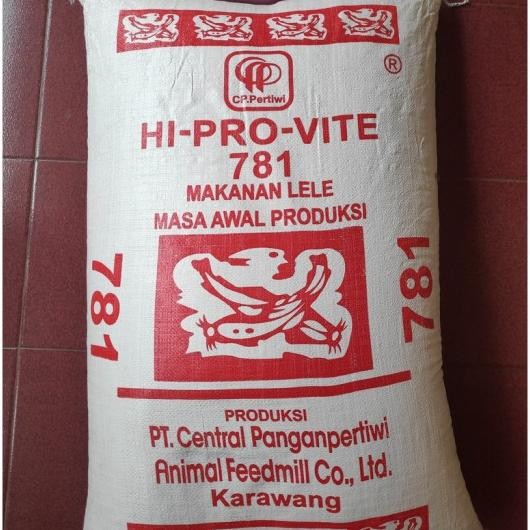 CP.Pertiwi
®
HI-PRO-VITE
781
MAKANAN LELE
MASA AWAL PRODUKSI
781
781
PRODUKSI
PT. Central Panganpertiwi
Animal Feedmill Co., Ltd.
Karawang